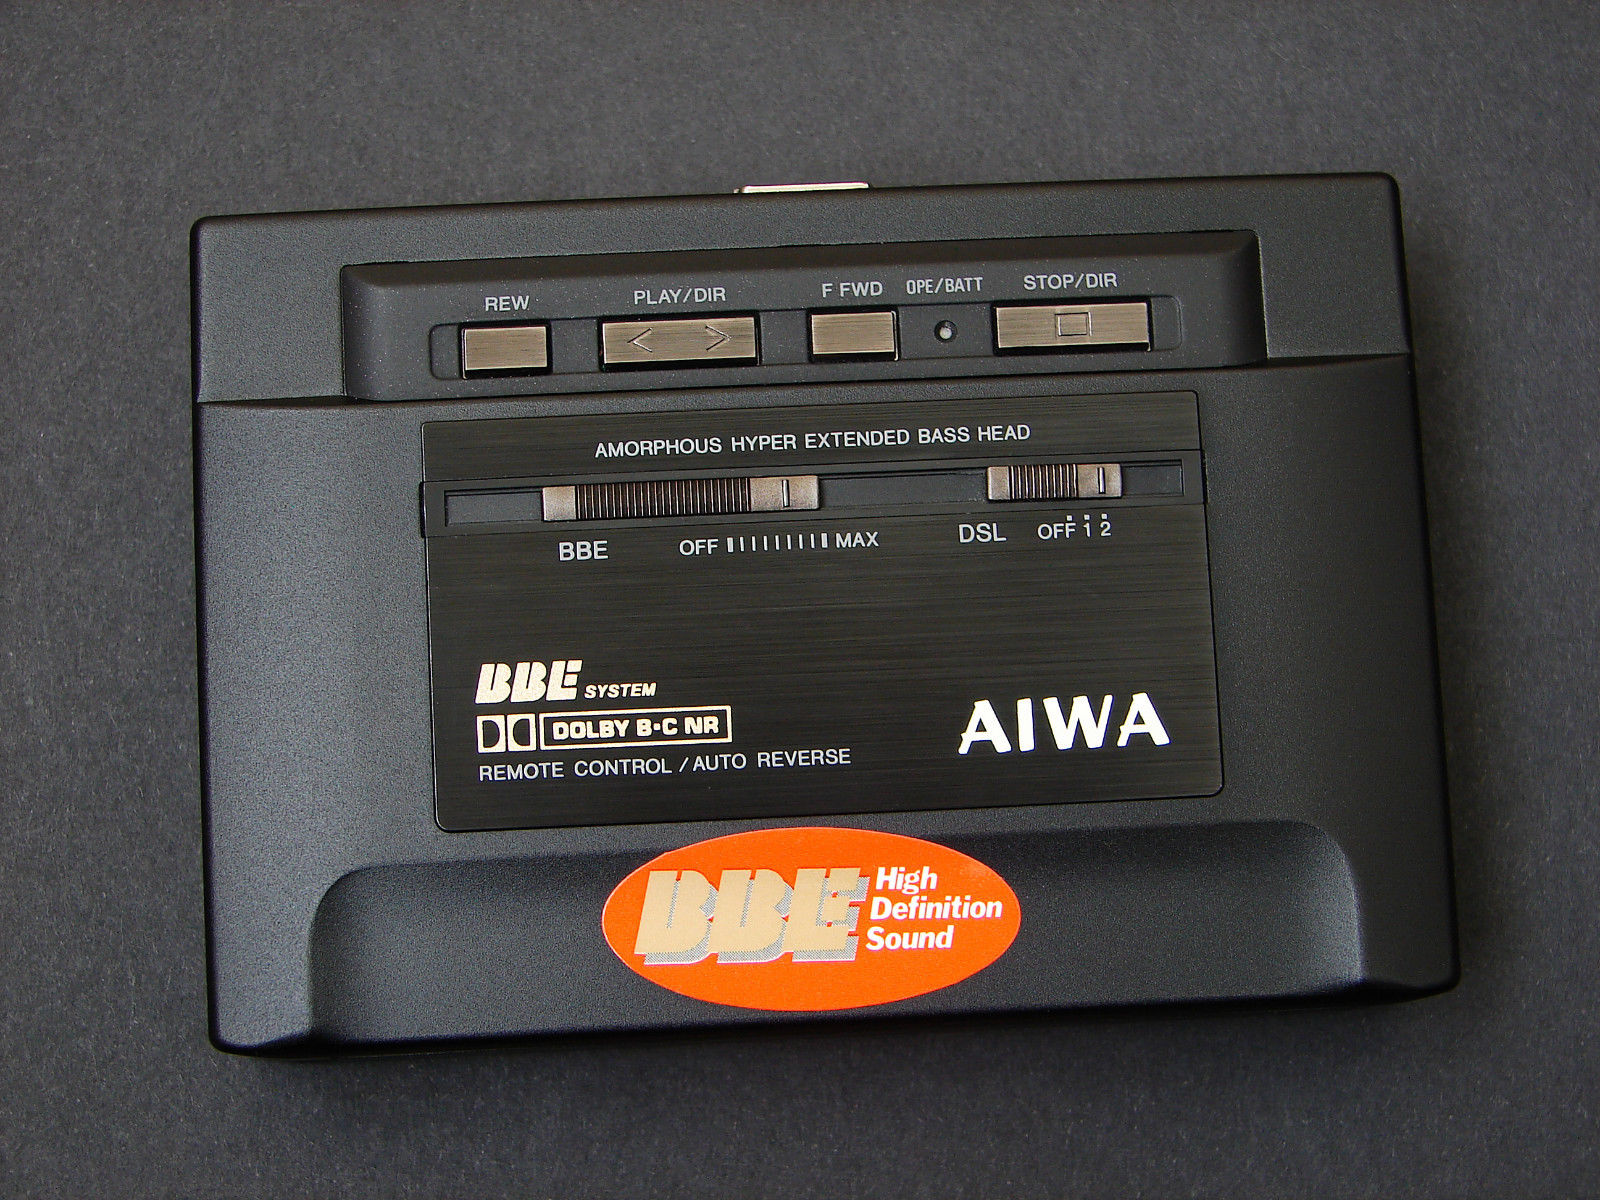 REW
PLAY/DIR
F FWD
OPE/BATT
STOP/DIR
AMORPHOUS HYPER EXTENDED BASS HEAD
BBE OFF MAX
DSL OFF 1 2
BBE SYSTEM
DOLBY B·C NR
REMOTE CONTROL / AUTO REVERSE
AIWA
BBE
High
Definition
Sound